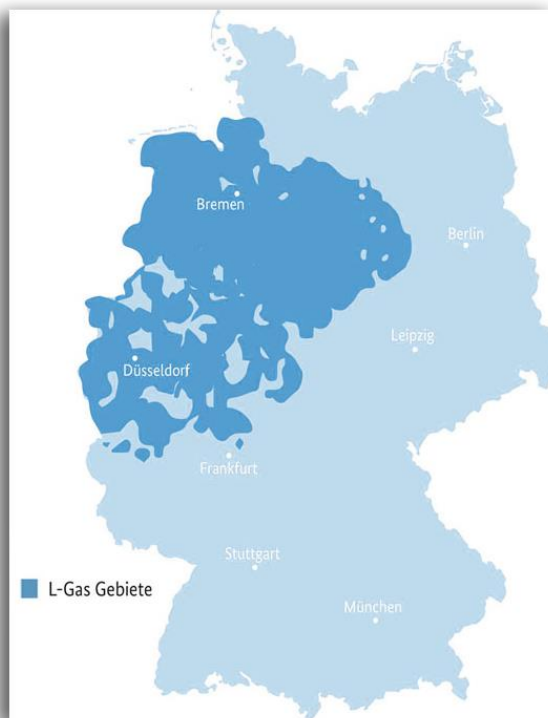 Bremen
Berlin
Leipzig
Düsseldorf
Frankfurt
Stuttgart
L-Gas Gebiete
München